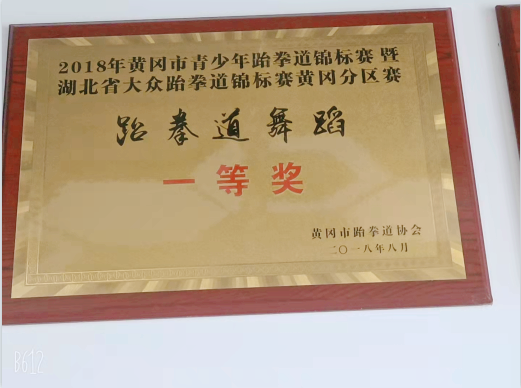 2018年黄冈市青少年跆拳道锦标赛暨
湖北省大众跆拳道锦标赛黄冈分区赛
跆拳道舞蹈
一等奖
黄冈市跆拳道协会
二〇一八年八月
B612